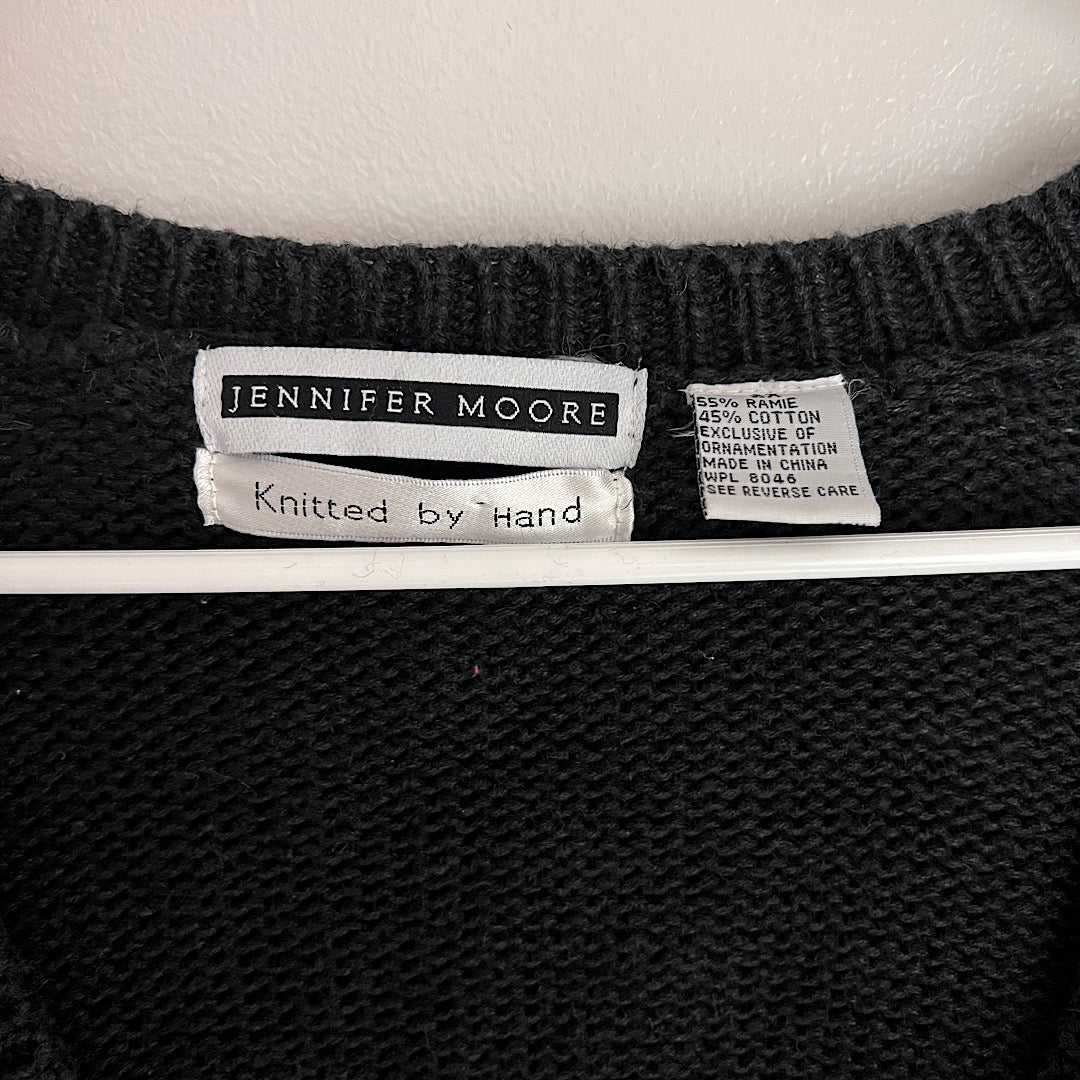 JENNIFER MOORE
Knitted by Hand
55% RAMIE
45% COTTON
EXCLUSIVE OF
ORNAMENTATION
MADE IN CHINA
WPL 8046
SEE REVERSE CARE